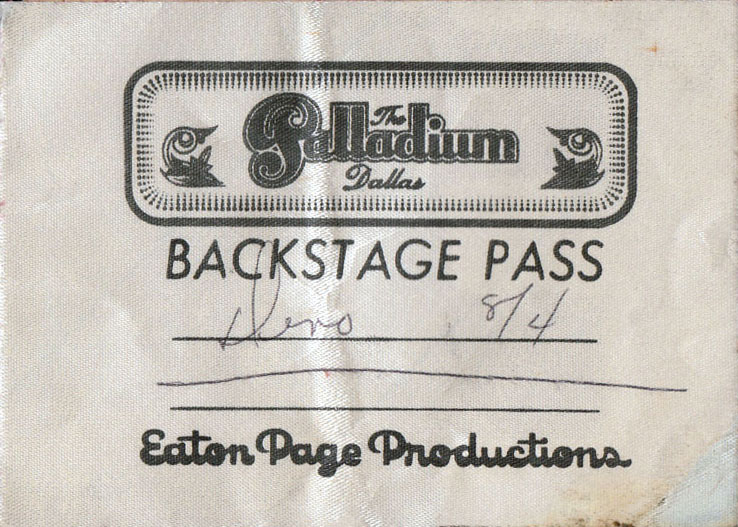 The
Palladium
Dallas
BACKSTAGE PASS
Devo 8/4
Eaton Page Productions